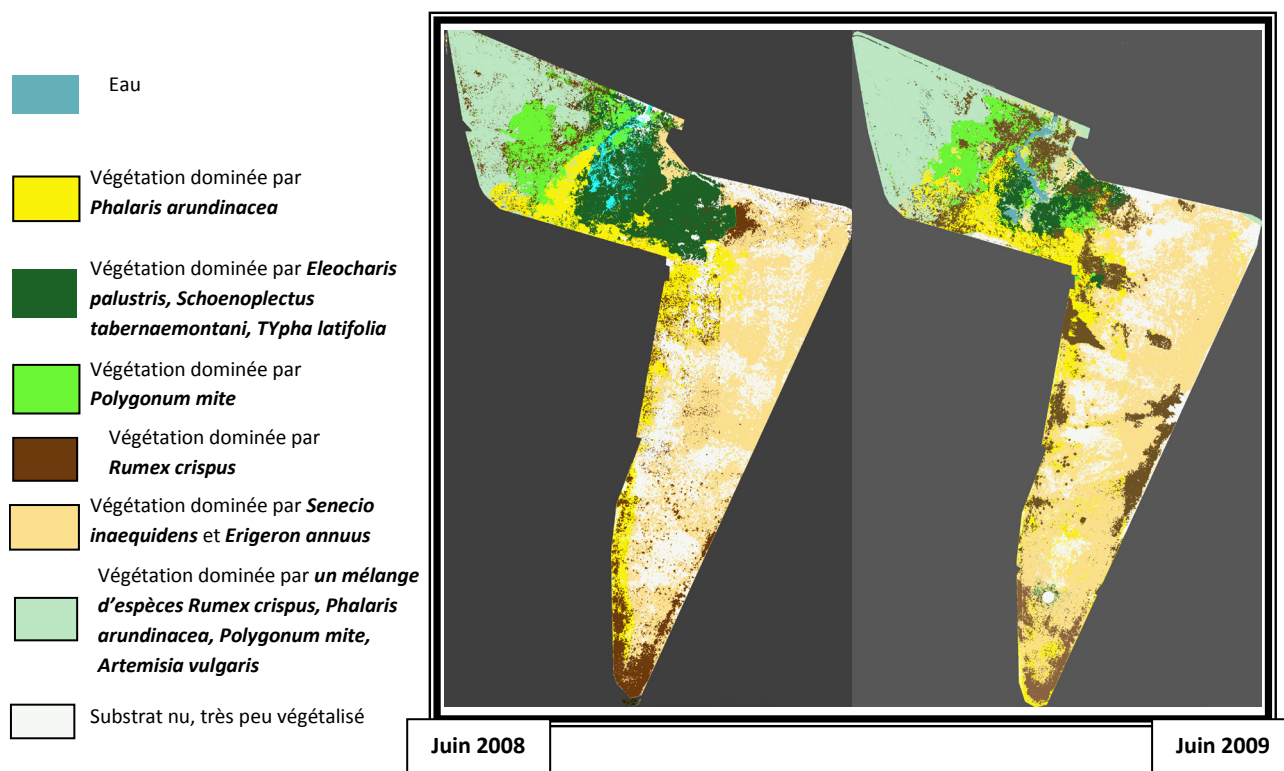 Eau
Végétation dominée par
Phalaris arundinacea
Végétation dominée par Eleocharis
palustris, Schoenoplectus
tabernaemontani, TYpha latifolia
Végétation dominée par
Polygonum mite
Végétation dominée par
Rumex crispus
Végétation dominée par Senecio
inaequidens et Erigeron annuus
Végétation dominée par un mélange
d'espèces Rumex crispus, Phalaris
arundinacea, Polygonum mite,
Artemisia vulgaris
Substrat nu, très peu végétalisé
Juin 2008
Juin 2009